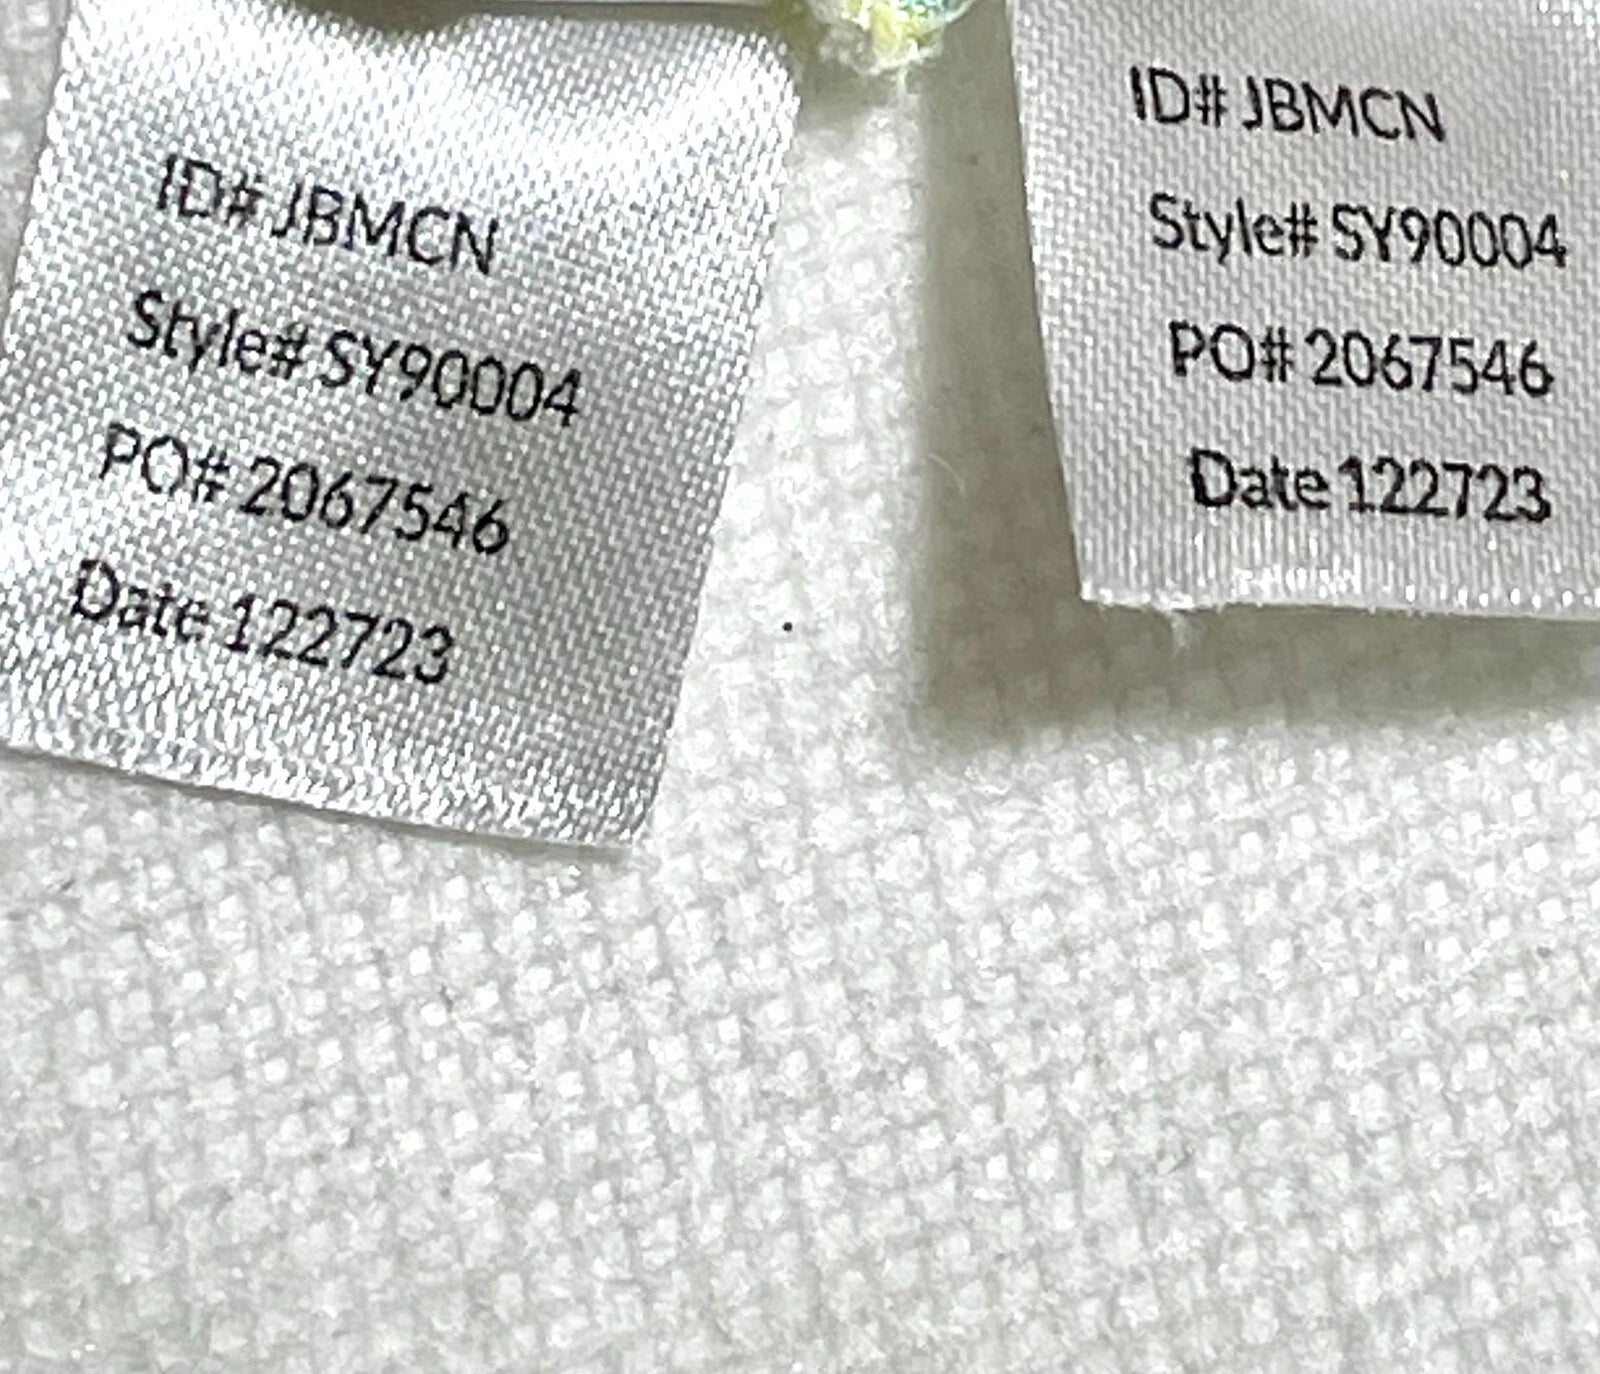 ID# JBMCN
Style# SY90004
PO# 2067546
Date 122723
ID# JBMCN
Style# SY90004
PO# 2067546
Date 122723